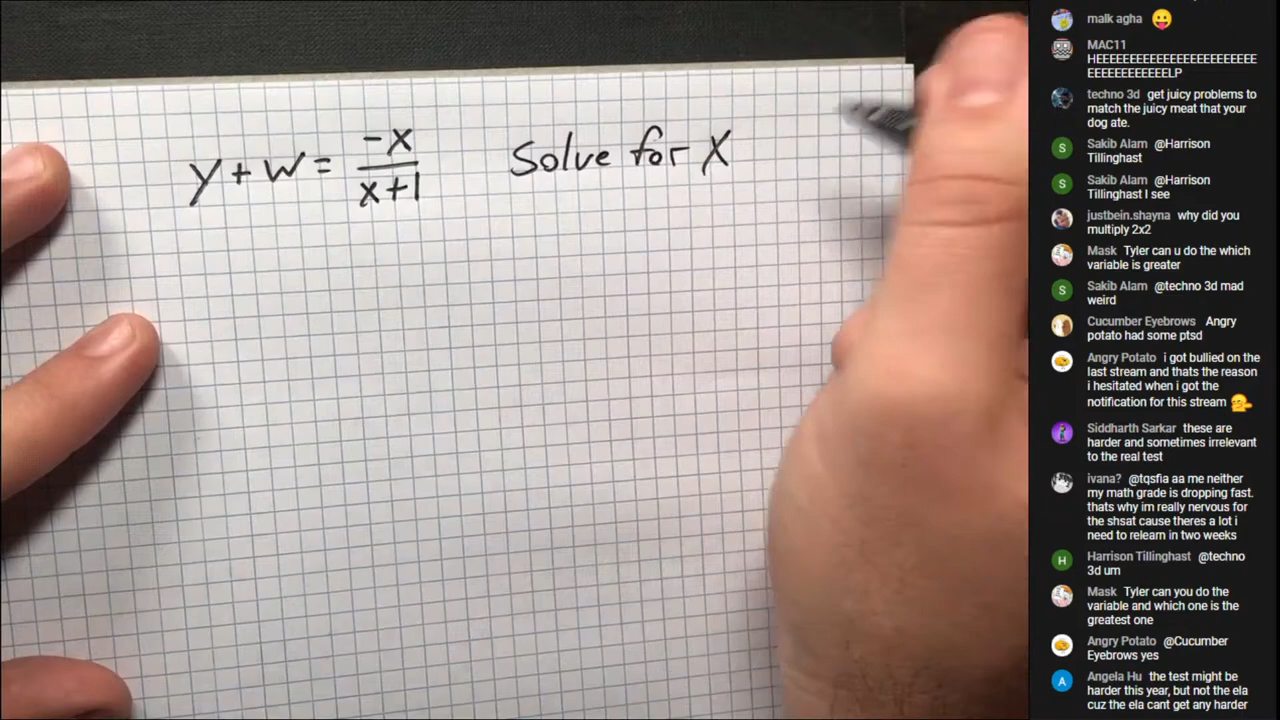 y + w = -x / x+1 Solve for X
malk agha 😛
MAC11
HEEEEEEEEEEEEEEEEEEEEEEEE
EEEEEEEEEEEEELP
techno 3d get juicy problems to
match the juicy meat that your
dog ate.
Sakib Alam @Harrison
Tillinghast
Sakib Alam @Harrison
Tillinghast I see
justbein.shayna why did you
multiply 2x2
Mask Tyler can u do the which
variable is greater
Sakib Alam @techno 3d mad
weird
Cucumber Eyebrows Angry
potato had some ptsd
Angry Potato i got bullied on the
last stream and thats the reason
i hesitated when i got the
notification for this stream
Siddharth Sarkar these are
harder and sometimes irrelevant
to the real test
ivana? @tqsfia aa me neither
my math grade is dropping fast.
thats why im really nervous for
the shsat cause theres a lot i
need to relearn in two weeks
Harrison Tillinghast @techno
3d um
Mask Tyler can you do the
variable and which one is the
greatest one
Angry Potato @Cucumber
Eyebrows yes
Angela Hu the test might be
harder this year, but not the ela
cuz the ela cant get any harder